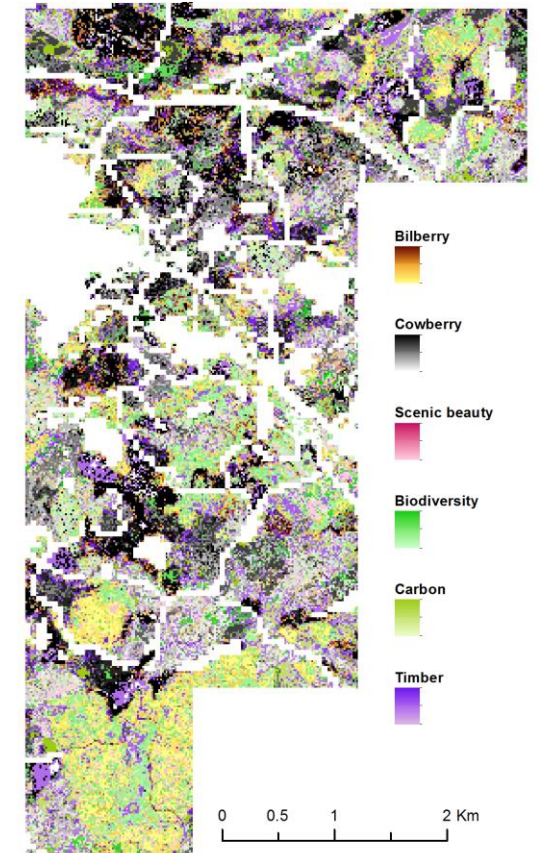 Bilberry
Cowberry
Scenic beauty
Biodiversity
Carbon
Timber
0 0.5 1 2 Km